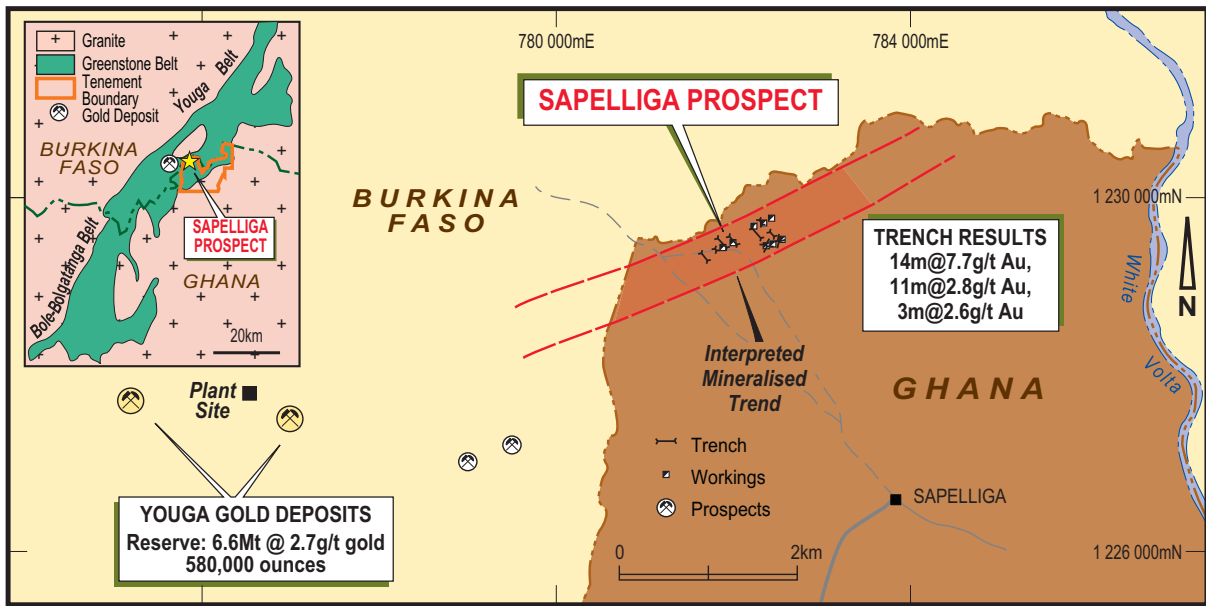 780 000mE
784 000mE
Granite
Greenstone Belt
Tenement
Boundary
Gold Deposit
Youga Belt
BURKINA
FASO
SAPELLIGA
PROSPECT
GHANA
Bole-Bolgatanga Belt
20km
SAPELLIGA PROSPECT
BURKINA
FASO
1 230 000mN
TRENCH RESULTS
14m@7.7g/t Au,
11m@2.8g/t Au,
3m@2.6g/t Au
White
Volta
N
Interpreted
Mineralised
Trend
GHANA
Plant
Site
Trench
Workings
Prospects
SAPELLIGA
YOUGA GOLD DEPOSITS
Reserve: 6.6Mt @ 2.7g/t gold
580,000 ounces
0
2km
1 226 000mN